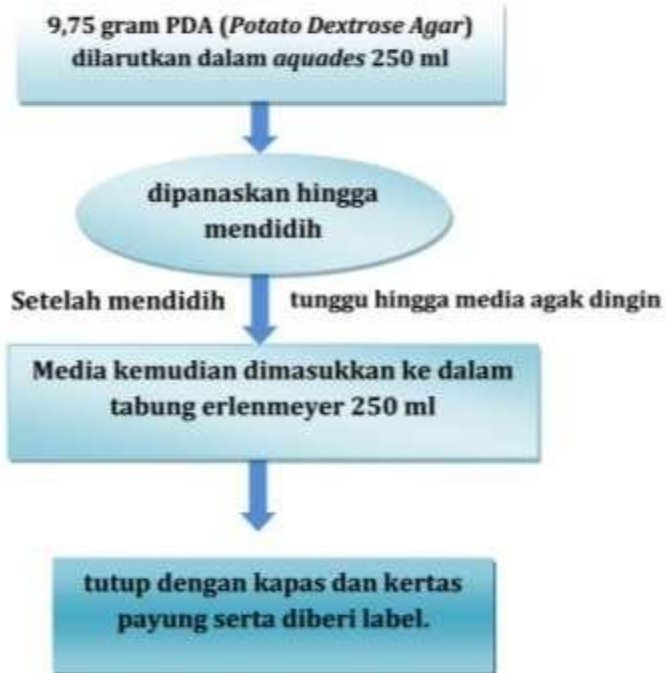 9,75 gram PDA (Potato Dextrose Agar)
dilarutkan dalam aquades 250 ml
dipanaskan hingga
mendidih
Setelah mendidih
tunggu hingga media agak dingin
Media kemudian dimasukkan ke dalam
tabung erlenmeyer 250 ml
tutup dengan kapas dan kertas
payung serta diberi label.